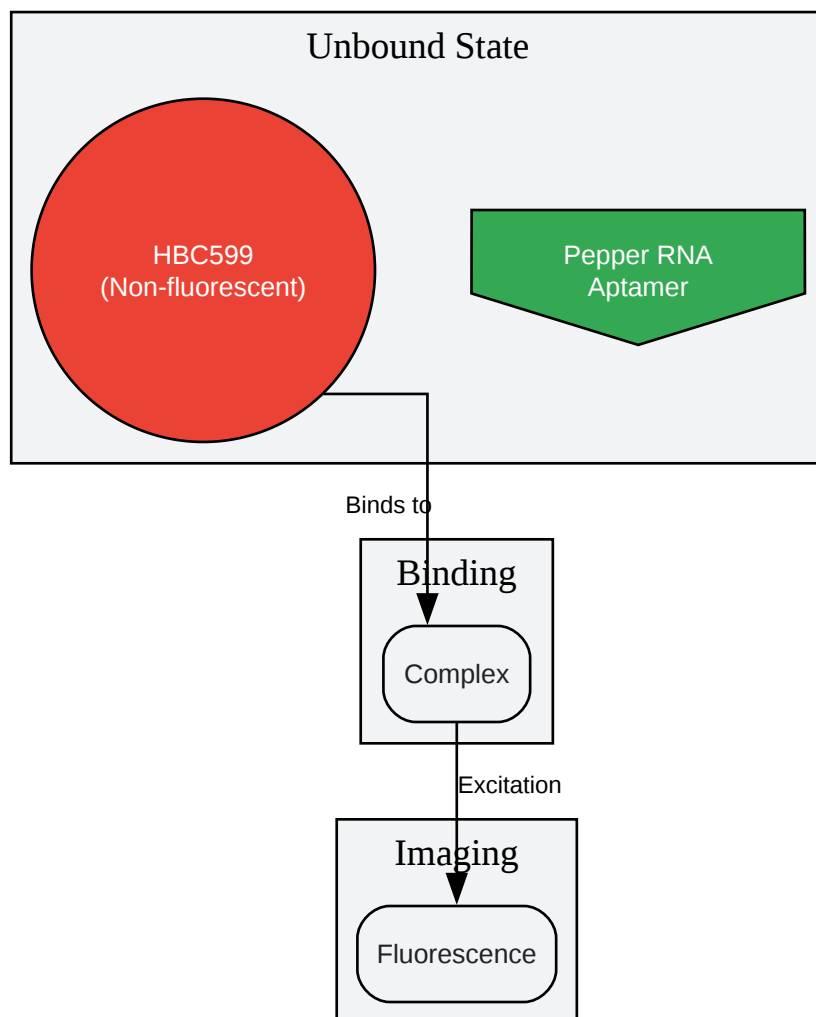 Unbound State
HBC599
(Non-fluorescent)
Pepper RNA
Aptamer
Binds to
Binding
Complex
Excitation
Imaging
Fluorescence